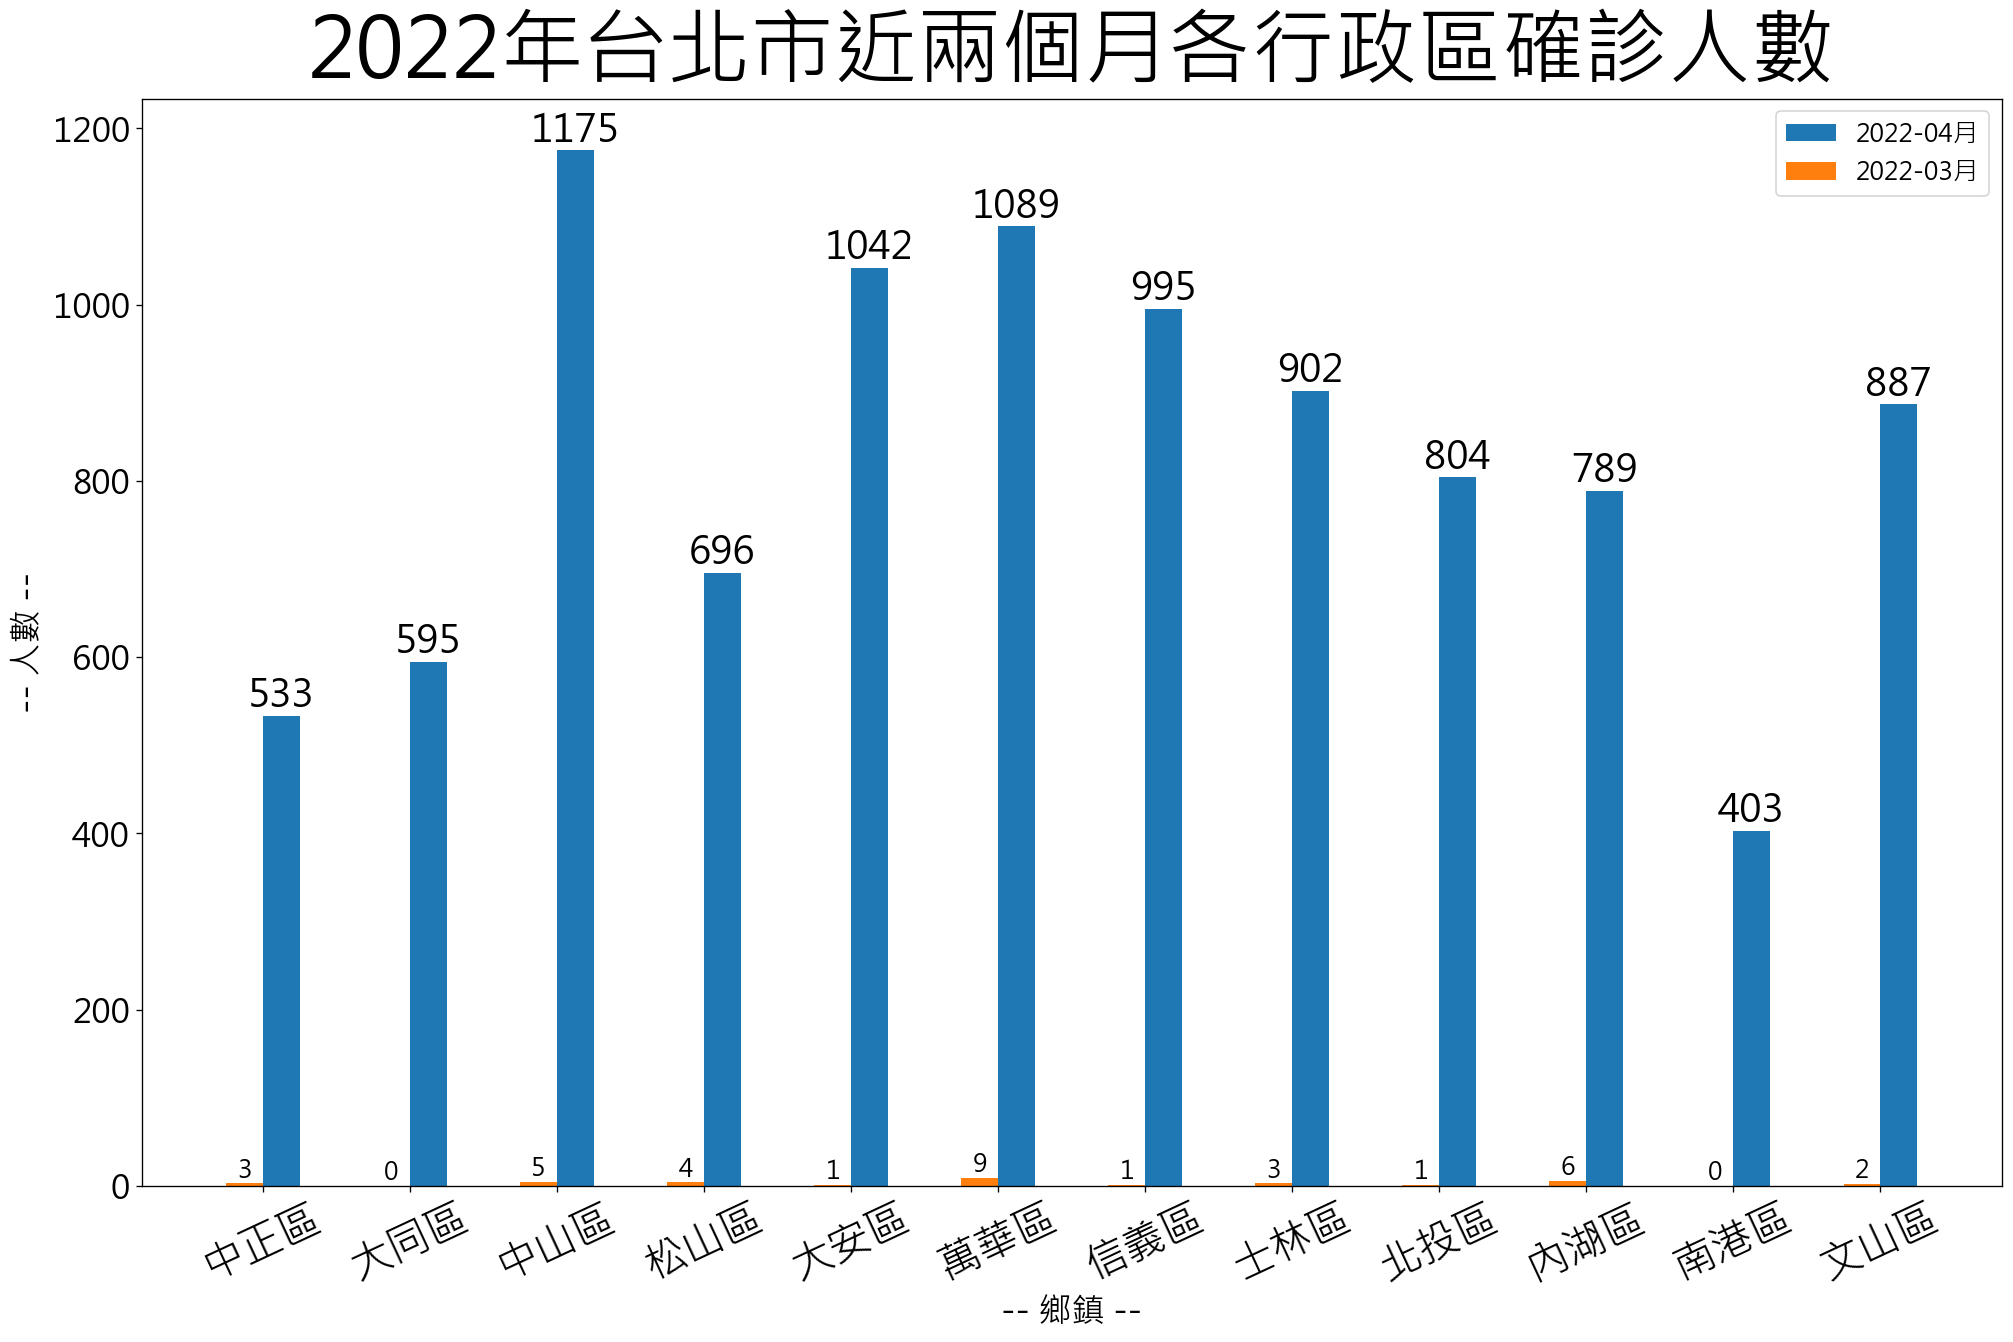 2022年台北市近兩個月各行政區確診人數
2022-04月
2022-03月
1200
1000
800
600
400
200
0
-- 人數 --
533
595
1175
696
1042
1089
995
902
804
789
403
887
3
0
5
4
1
9
1
3
1
6
0
2
中正區
大同區
中山區
松山區
大安區
萬華區
信義區
士林區
北投區
內湖區
南港區
文山區
-- 鄉鎮 --